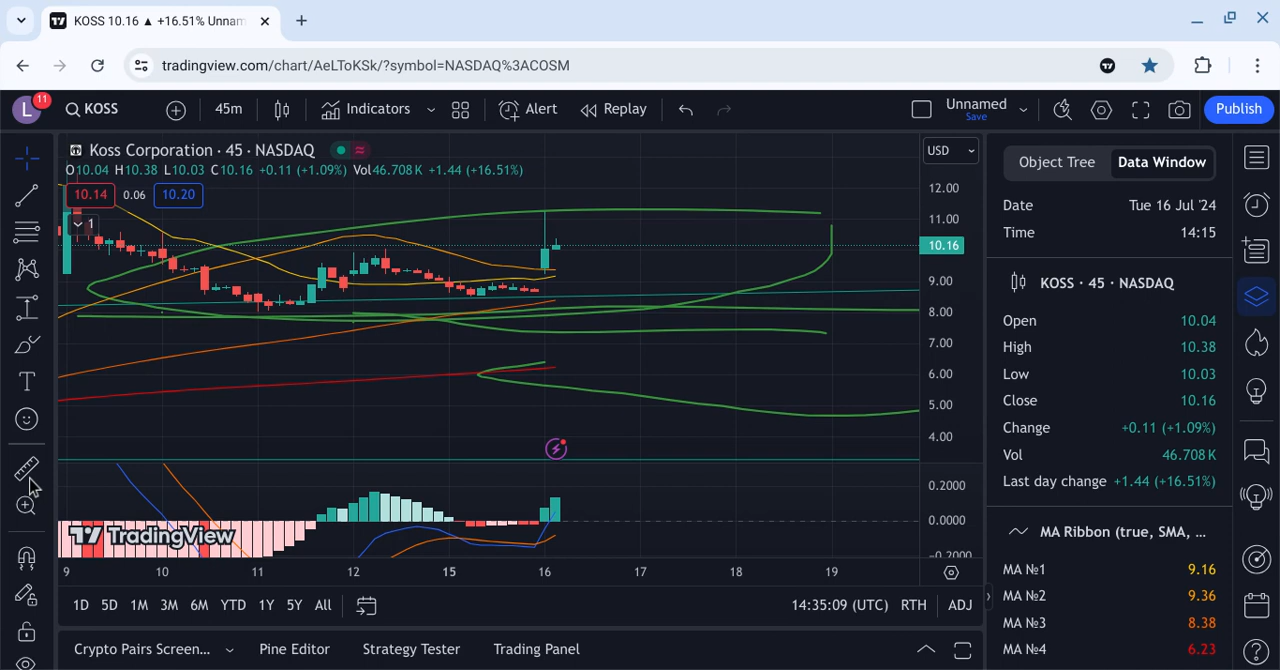 KOSS 10.16 ▲ +16.51% Unnam
tradingview.com/chart/AeLToKSk/?symbol=NASDAQ%3ACOSM
L 11 KOSS 45m Indicators Alert Replay Unnamed Save Publish
Koss Corporation · 45 · NASDAQ
O10.04 H10.38 L10.03 C10.16 +0.11 (+1.09%) Vol46.708 K +1.44 (+16.51%)
10.14 0.06 10.20
1
USD
12.00
11.00
10.16
9.00
8.00
7.00
6.00
5.00
4.00
0.2000
0.0000
-0.2000
TradingView
9 10 11 12 15 16 17 18 19
1D 5D 1M 3M 6M YTD 1Y 5Y All 14:35:09 (UTC) RTH ADJ
Crypto Pairs Screen... Pine Editor Strategy Tester Trading Panel
Object Tree Data Window
Date Tue 16 Jul '24
Time 14:15
KOSS · 45 · NASDAQ
Open 10.04
High 10.38
Low 10.03
Close 10.16
Change +0.11 (+1.09%)
Vol 46.708 K
Last day change +1.44 (+16.51%)
MA Ribbon (true, SMA, ...
MA №1 9.16
MA №2 9.36
MA №3 8.38
MA №4 6.23